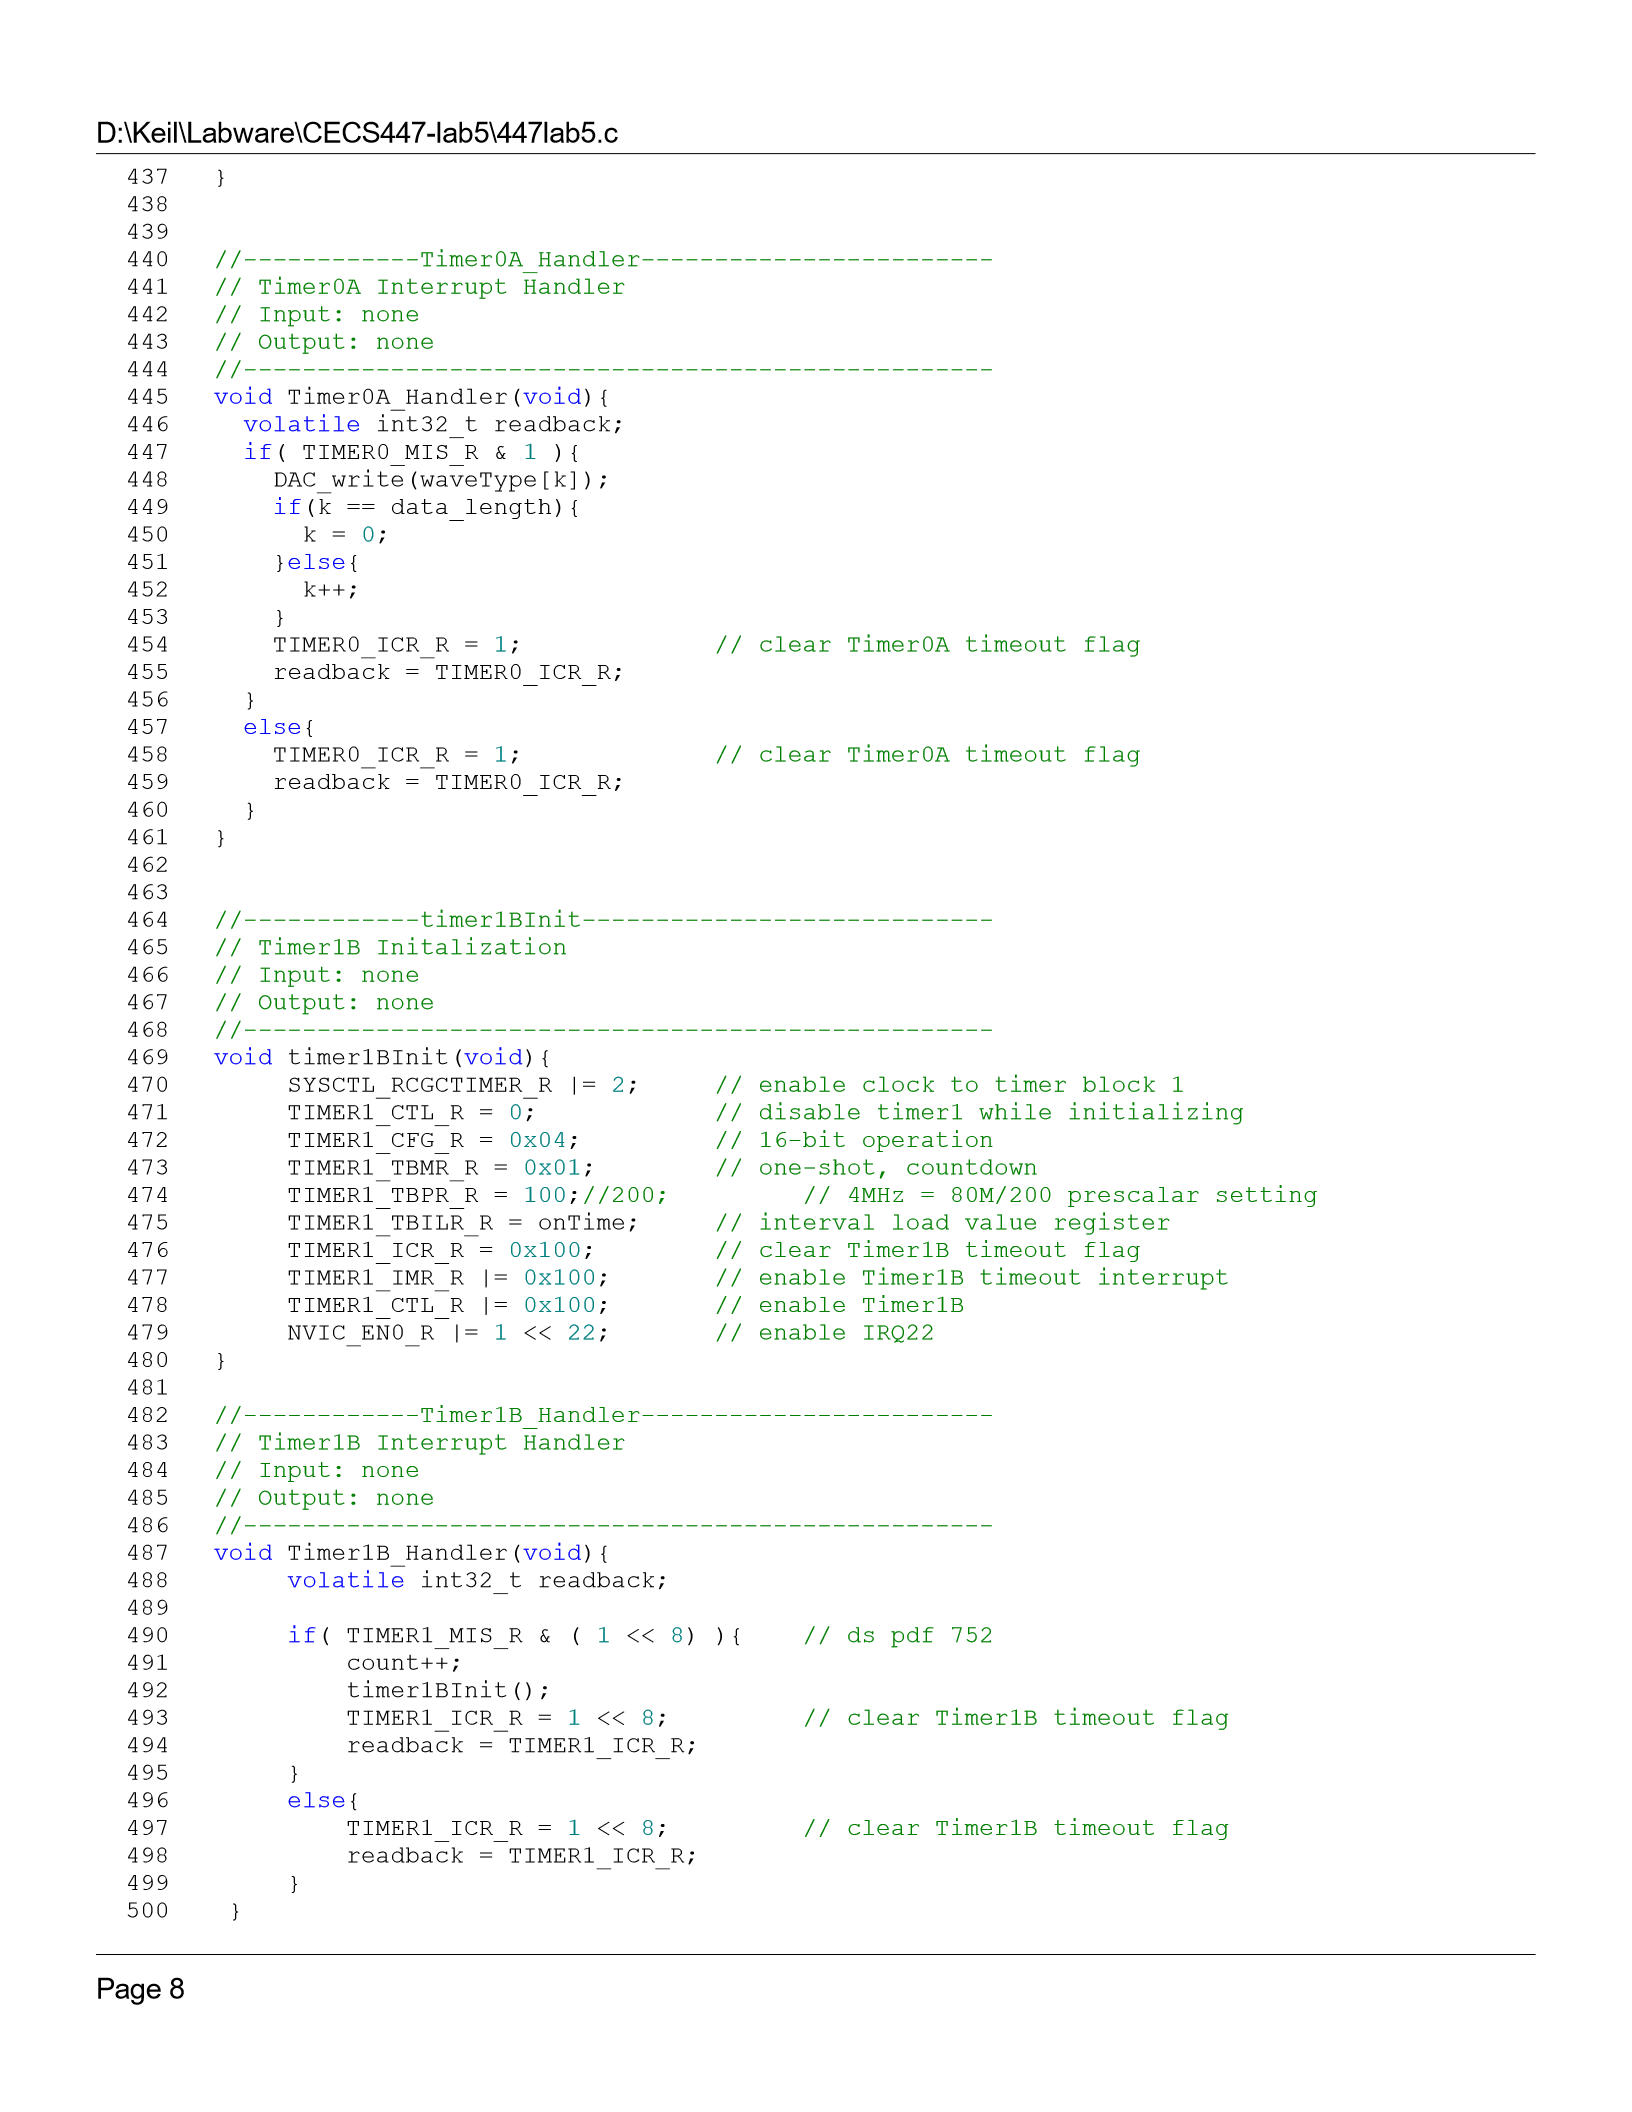 D:\Keil\Labware\CECS447-lab5\447lab5.c
437   }
438
439
440   //------------Timer0A_Handler------------------------
441   // Timer0A Interrupt Handler
442   // Input: none
443   // Output: none
444   //---------------------------------------------------
445   void Timer0A_Handler(void){
446     volatile int32_t readback;
447     if( TIMER0_MIS_R & 1 ){
448       DAC_write(waveType[k]);
449       if(k == data_length){
450         k = 0;
451       }else{
452         k++;
453       }
454       TIMER0_ICR_R = 1;             // clear Timer0A timeout flag
455       readback = TIMER0_ICR_R;
456     }
457     else{
458       TIMER0_ICR_R = 1;             // clear Timer0A timeout flag
459       readback = TIMER0_ICR_R;
460     }
461   }
462
463
464   //------------timer1BInit----------------------------
465   // Timer1B Initalization
466   // Input: none
467   // Output: none
468   //---------------------------------------------------
469   void timer1BInit(void){
470        SYSCTL_RCGCTIMER_R |= 2;     // enable clock to timer block 1
471        TIMER1_CTL_R = 0;            // disable timer1 while initializing
472        TIMER1_CFG_R = 0x04;         // 16-bit operation
473        TIMER1_TBMR_R = 0x01;        // one-shot, countdown
474        TIMER1_TBPR_R = 100;//200;         // 4MHz = 80M/200 prescalar setting
475        TIMER1_TBILR_R = onTime;     // interval load value register
476        TIMER1_ICR_R = 0x100;        // clear Timer1B timeout flag
477        TIMER1_IMR_R |= 0x100;       // enable Timer1B timeout interrupt
478        TIMER1_CTL_R |= 0x100;       // enable Timer1B
479        NVIC_EN0_R |= 1 << 22;       // enable IRQ22
480   }
481
482   //------------Timer1B_Handler------------------------
483   // Timer1B Interrupt Handler
484   // Input: none
485   // Output: none
486   //---------------------------------------------------
487   void Timer1B_Handler(void){
488        volatile int32_t readback;
489
490        if( TIMER1_MIS_R & ( 1 << 8) ){    // ds pdf 752
491            count++;
492            timer1BInit();
493            TIMER1_ICR_R = 1 << 8;         // clear Timer1B timeout flag
494            readback = TIMER1_ICR_R;
495        }
496        else{
497            TIMER1_ICR_R = 1 << 8;         // clear Timer1B timeout flag
498            readback = TIMER1_ICR_R;
499        }
500    }
Page 8